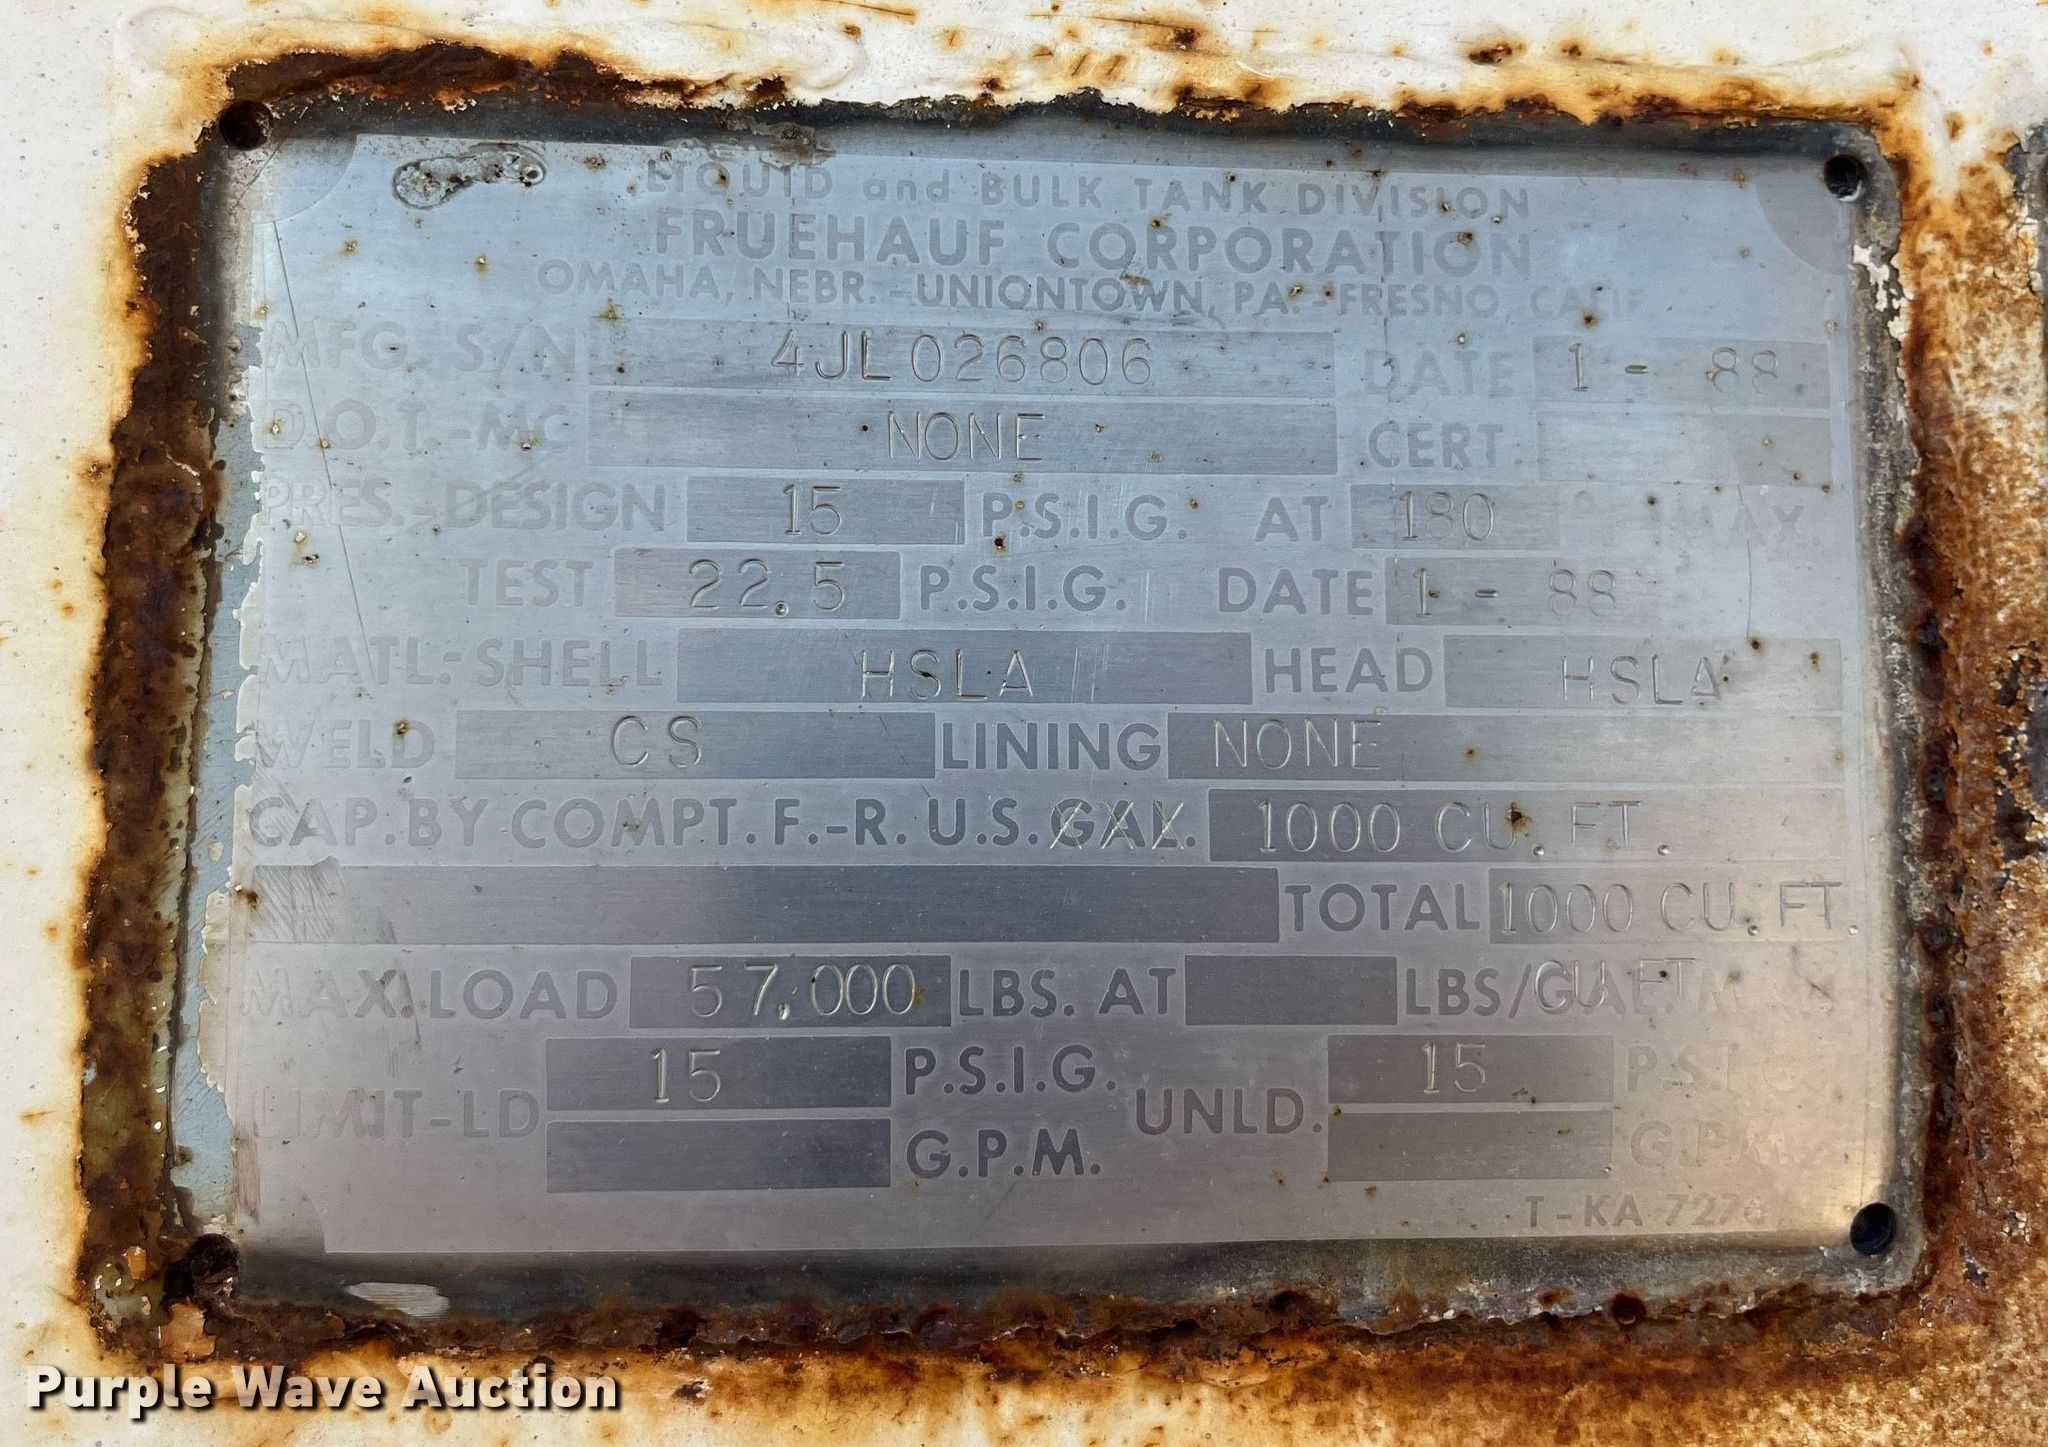 LIQUID and BULK TANK DIVISION
FRUEHAUF CORPORATION
OMAHA, NEBR.-UNIONTOWN, PA.-FRESNO, CALIF
MFG. S/N 4JL026806 DATE 1 - 88
D.O.T.-MC NONE CERT.
PRES.-DESIGN 15 P.S.I.G. AT 180 MAX.
TEST 22.5 P.S.I.G. DATE 1 - 88
MATL:-SHELL HSLA HEAD HSLA
WELD CS LINING NONE
CAP. BY COMPT. F.-R. U.S. GAL. 1000 CU. FT.
TOTAL 1000 CU. FT.
MAX. LOAD 57,000 LBS. AT LBS/GAL. CU FT
LIMIT-LD 15 P.S.I.G. UNLD. 15 P.S.I.G.
G.P.M. G.P.M.
T-KA
Purple Wave Auction